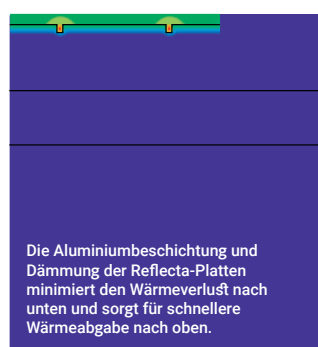 Die Aluminiumbeschichtung und
Dämmung der Reflecta-Platten
minimiert den Wärmeverlust nach
unten und sorgt für schnellere
Wärmeabgabe nach oben.